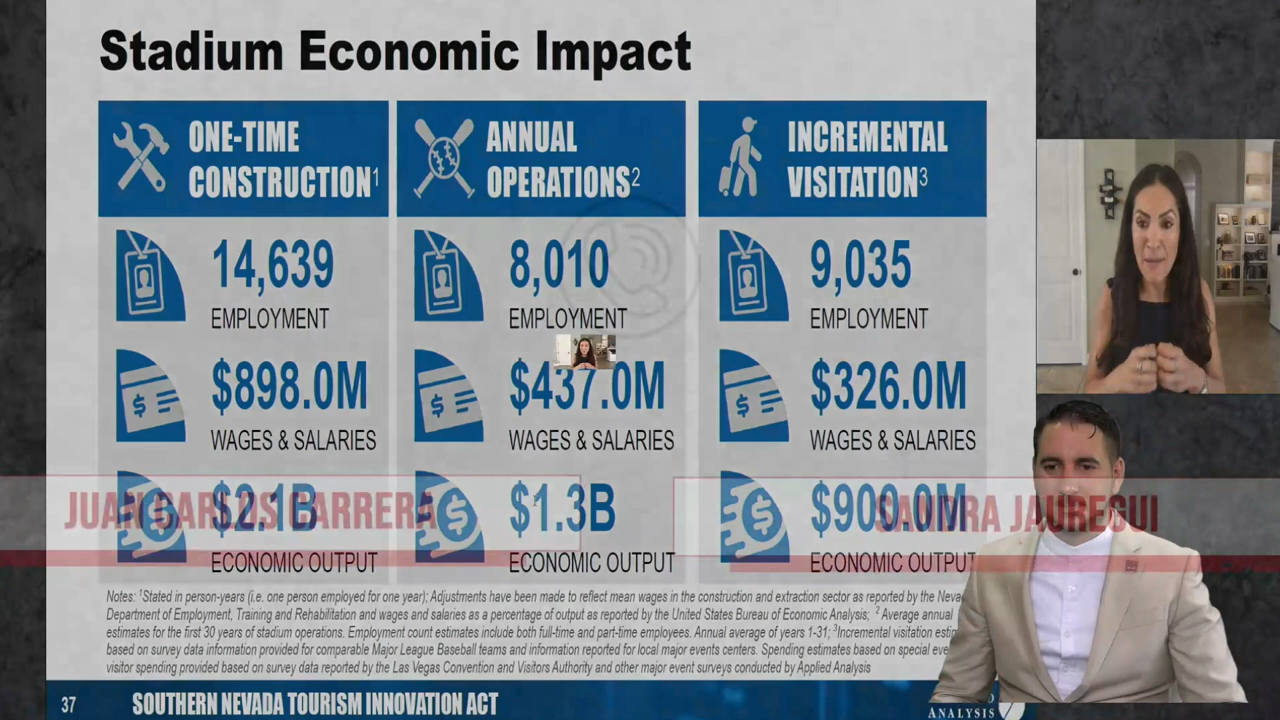 Stadium Economic Impact
ONE-TIME
CONSTRUCTION1
ANNUAL
OPERATIONS2
INCREMENTAL
VISITATION3
14,639
EMPLOYMENT
8,010
EMPLOYMENT
9,035
EMPLOYMENT
$898.0M
WAGES & SALARIES
$437.0M
WAGES & SALARIES
$326.0M
WAGES & SALARIES
JUAN CARLOS CARRERA
$2.1B
ECONOMIC OUTPUT
$1.3B
ECONOMIC OUTPUT
SANDRA JAUREGUI
$900.0M
ECONOMIC OUTPUT
Notes: 1Stated in person-years (i.e. one person employed for one year); Adjustments have been made to reflect mean wages in the construction and extraction sector as reported by the
Department of Employment, Training and Rehabilitation and wages and salaries as a percentage of output as reported by the United States Bureau of Economic Analysis; 2 Average annual
estimates for the first 30 years of stadium operations. Employment count estimates include both full-time and part-time employees. Annual average of years 1-31; 3Incremental visitation
based on survey data information provided for comparable Major League Baseball teams and information reported for local major events centers. Spending estimates based on special
visitor spending provided based on survey data reported by the Las Vegas Convention and Visitors Authority and other major event surveys conducted by Applied Analysis
37
SOUTHERN NEVADA TOURISM INNOVATION ACT
ANALYSIS